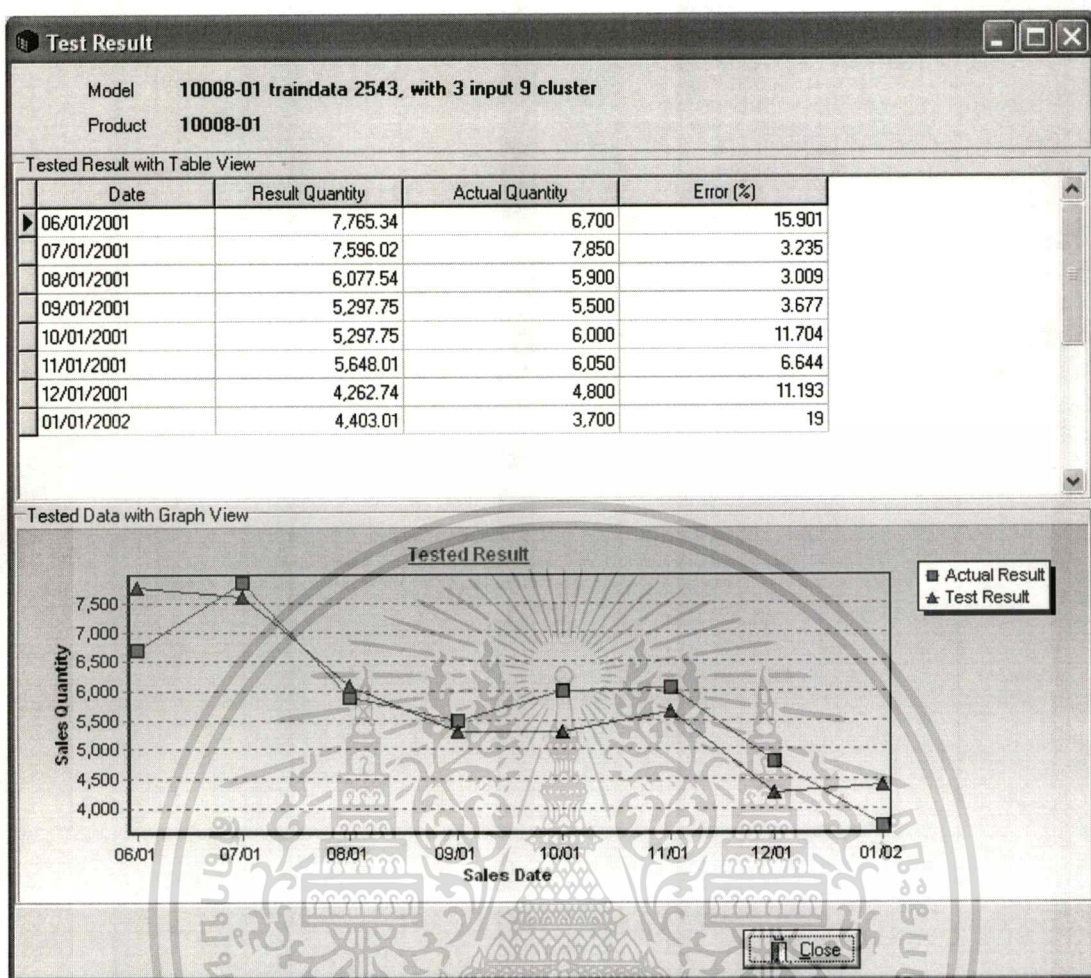 Test Result
Model 10008-01 traindata 2543, with 3 input 9 cluster
Product 10008-01
Tested Result with Table View
Date Result Quantity Actual Quantity Error (%)
06/01/2001 7,765.34 6,700 15.901
07/01/2001 7,596.02 7,850 3.235
08/01/2001 6,077.54 5,900 3.009
09/01/2001 5,297.75 5,500 3.677
10/01/2001 5,297.75 6,000 11.704
11/01/2001 5,648.01 6,050 6.644
12/01/2001 4,262.74 4,800 11.193
01/01/2002 4,403.01 3,700 19
Tested Data with Graph View
Tested Result
Actual Result
Test Result
7,500
7,000
6,500
6,000
5,500
5,000
4,500
4,000
Sales Quantity
06/01 07/01 08/01 09/01 10/01 11/01 12/01 01/02
Sales Date
Close